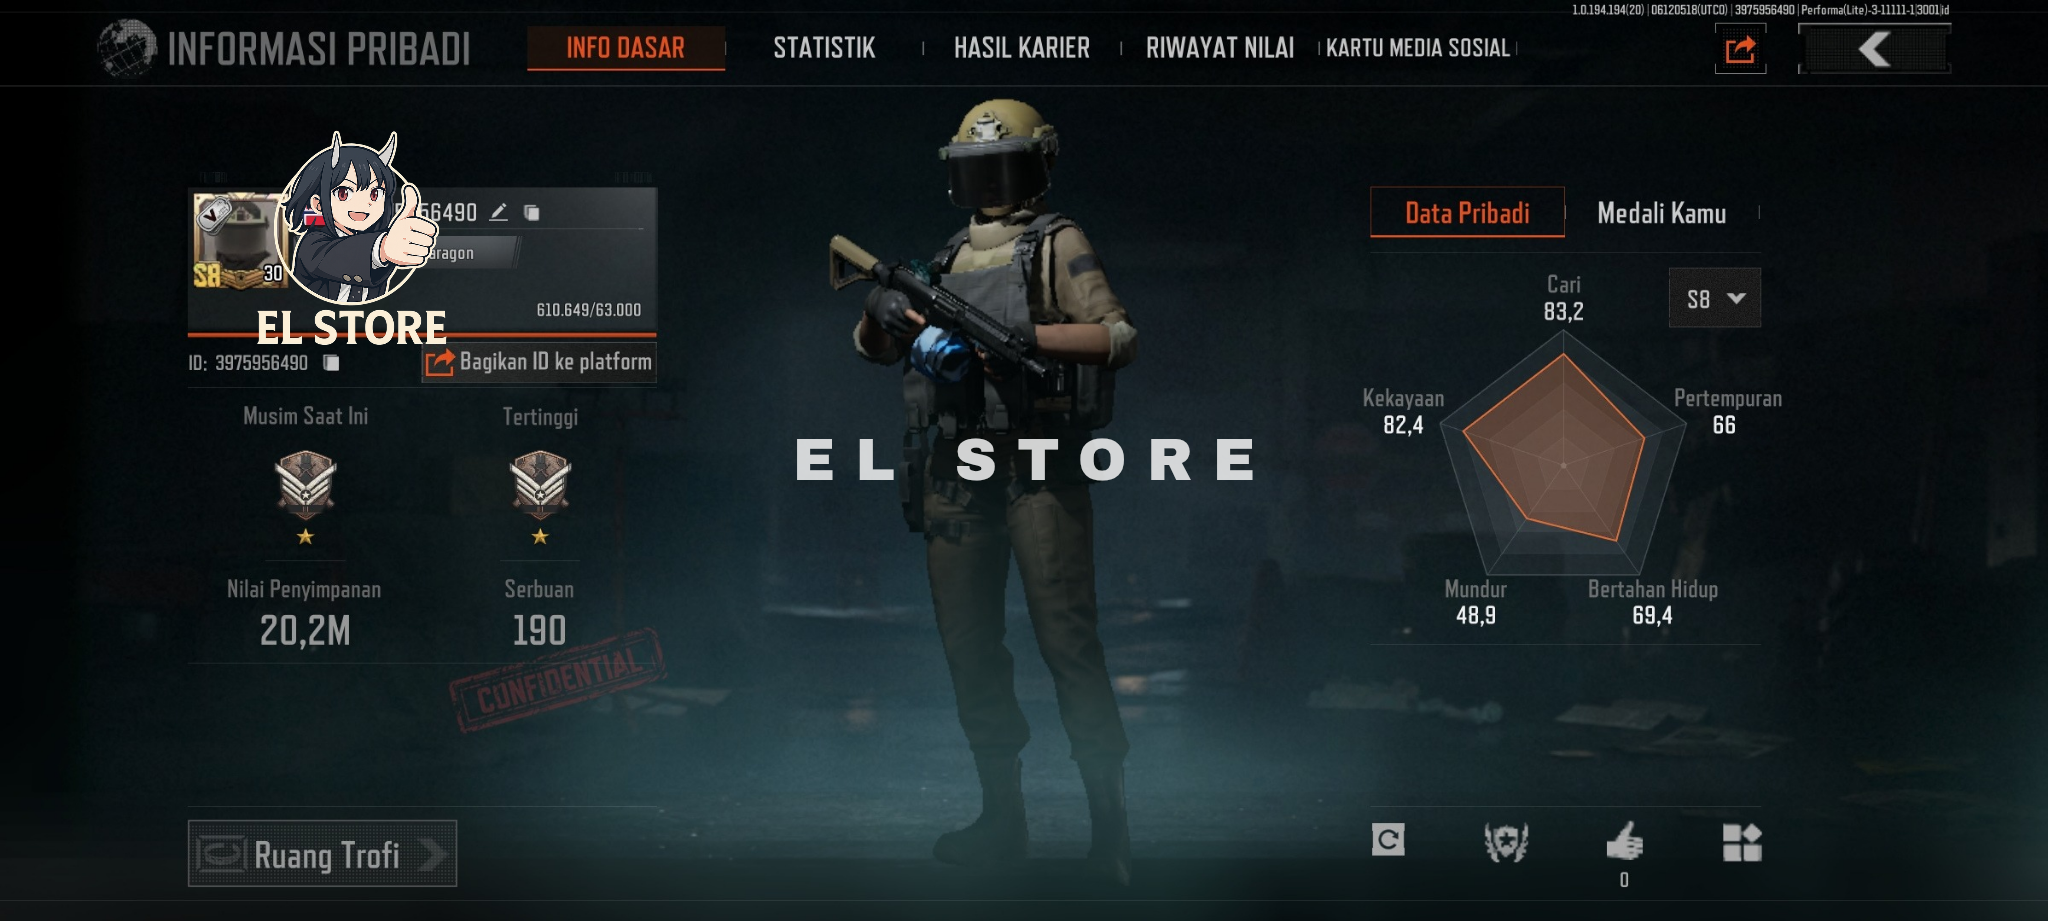 1.0.194.194(20) | 06120518(UTC0) | 3975956490 | Performa(Lite)-3-11111-1|3001|id
INFORMASI PRIBADI
INFO DASAR
STATISTIK
HASIL KARIER
RIWAYAT NILAI
KARTU MEDIA SOSIAL
56490
S8
30
aragon
610.649/63.000
EL STORE
ID: 3975956490
Bagikan ID ke platform
Musim Saat Ini
Tertinggi
Nilai Penyimpanan
20,2M
Serbuan
190
CONFIDENTIAL
Ruang Trofi
EL STORE
Data Pribadi
Medali Kamu
S8
Cari
83,2
Kekayaan
82,4
Pertempuran
66
Mundur
48,9
Bertahan Hidup
69,4
0